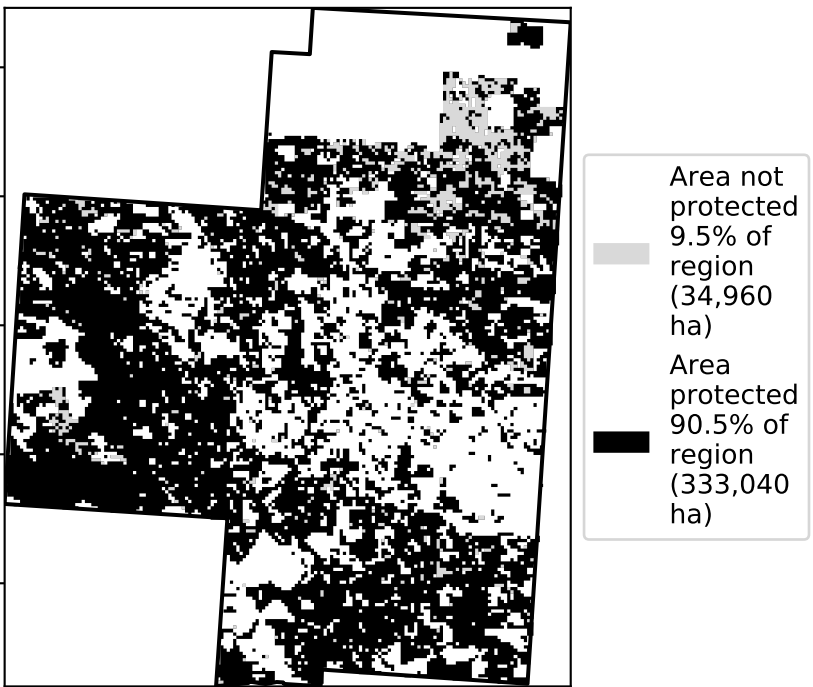 Area not
protected
9.5% of
region
(34,960
ha)
Area
protected
90.5% of
region
(333,040
ha)